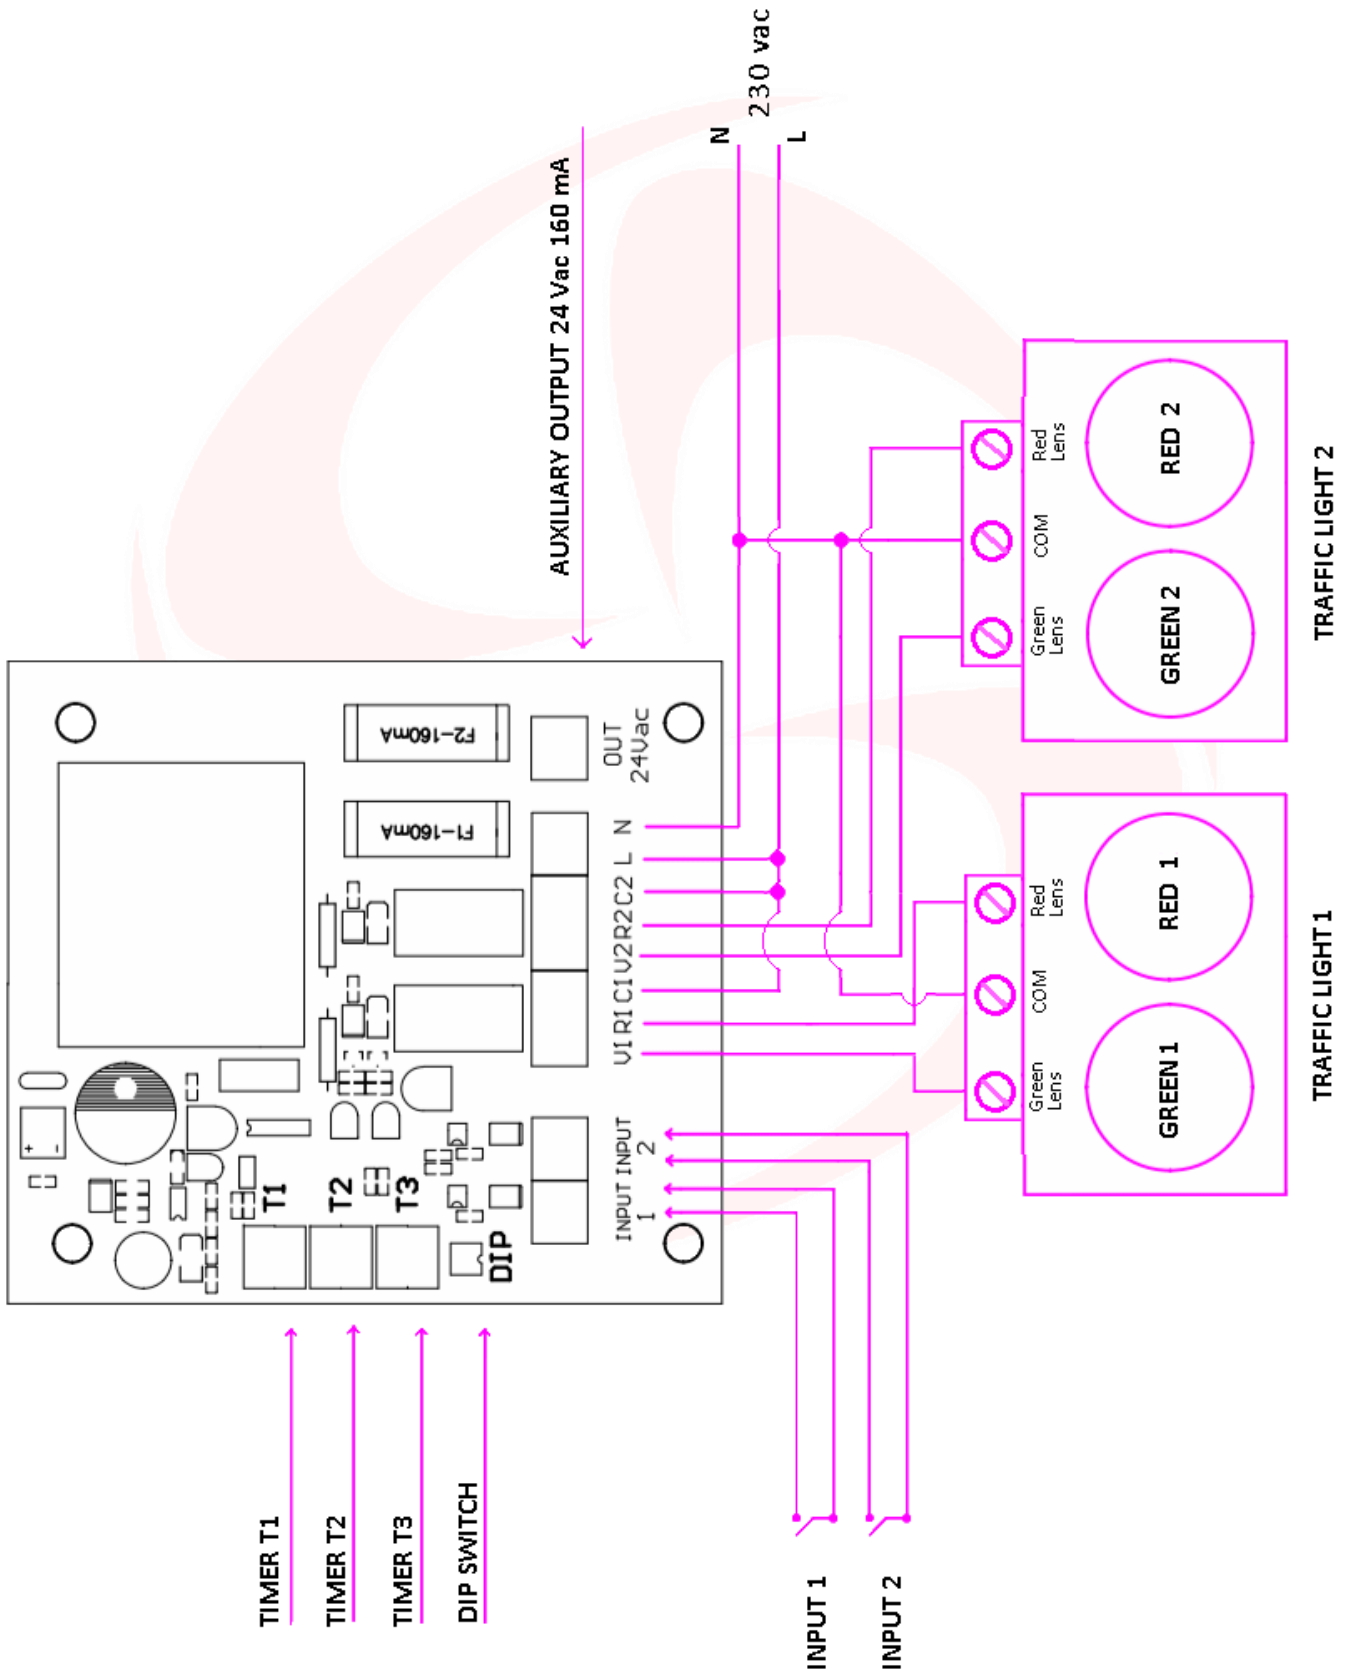 TIMER T1
TIMER T2
TIMER T3
DIP SWITCH
+
-
T1
T2
T3
DIP
F1-160mA
F2-160mA
INPUT
1
INPUT
2
V1
R1
C1
V2
R2
C2
L
N
OUT
24Vac
AUXILIARY OUTPUT 24 Vac 160 mA
N
L
230 vac
INPUT 1
INPUT 2
Green
Lens
COM
Red
Lens
GREEN 1
RED 1
TRAFFIC LIGHT 1
Green
Lens
COM
Red
Lens
GREEN 2
RED 2
TRAFFIC LIGHT 2